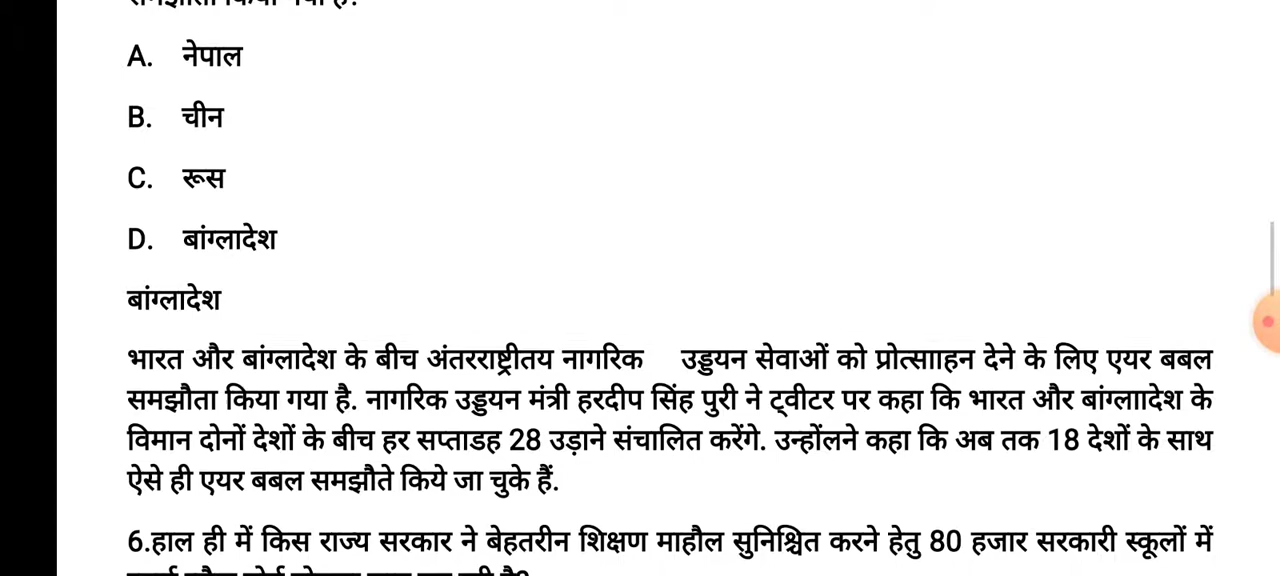 समझौता किया गया है?
A. नेपाल
B. चीन
C. रूस
D. बांग्लादेश
बांग्लादेश
भारत और बांग्लादेश के बीच अंतरराष्ट्रीतय नागरिक उड्डयन सेवाओं को प्रोत्सााहन देने के लिए एयर बबल
समझौता किया गया है. नागरिक उड्डयन मंत्री हरदीप सिंह पुरी ने ट्वीटर पर कहा कि भारत और बांग्लाादेश के
विमान दोनों देशों के बीच हर सप्ताडह 28 उड़ाने संचालित करेंगे. उन्होंलने कहा कि अब तक 18 देशों के साथ
ऐसे ही एयर बबल समझौते किये जा चुके हैं.
6.हाल ही में किस राज्य सरकार ने बेहतरीन शिक्षण माहौल सुनिश्चित करने हेतु 80 हजार सरकारी स्कूलों में